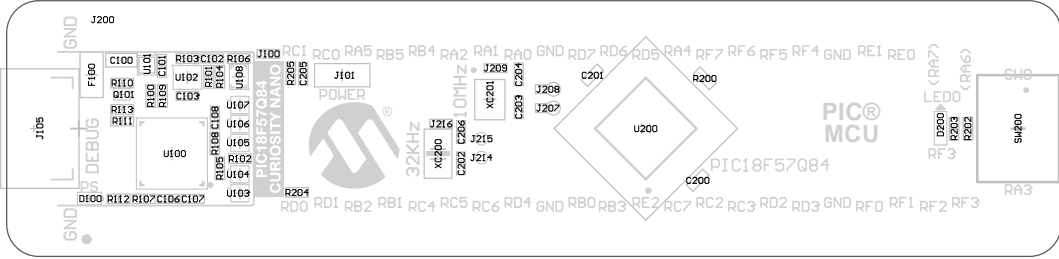 J200
GND
RC1 RC0 RA5 RB5 RB4 RA2 RA1 RA0 GND RD7 RD6 RD5 RA4 RF7 RF6 RF5 RF4 GND RE1 RE0
J100
F100
C100
U101
C101
R103 C102 R106
R110
Q101
R100
R109
U102
R101
R104
U108
C103
R113
R111
U107
C108
U106
R108
U105
U100
R102
R105
U104
U103
J105
DEBUG
PS
D100
R112 R107 C106 C107
GND
PIC18F57Q84
CURIOSITY NANO
R205
C205
J101
POWER
®
R204
32KHz
J216
XC200
C206
C202
J215
J214
10MHz
J209
XC201
C204
C203
J208
J207
C201
U200
R200
C200
PIC18F57Q84
PIC®
MCU
(RA7)
(RA6)
LED0
D200
R203
R202
RF3
SW0
SW200
RA3
RD0 RD1 RB2 RB1 RC4 RC5 RC6 RD4 GND RB0 RB3 RE2 RC7 RC2 RC3 RD2 RD3 GND RF0 RF1 RF2 RF3